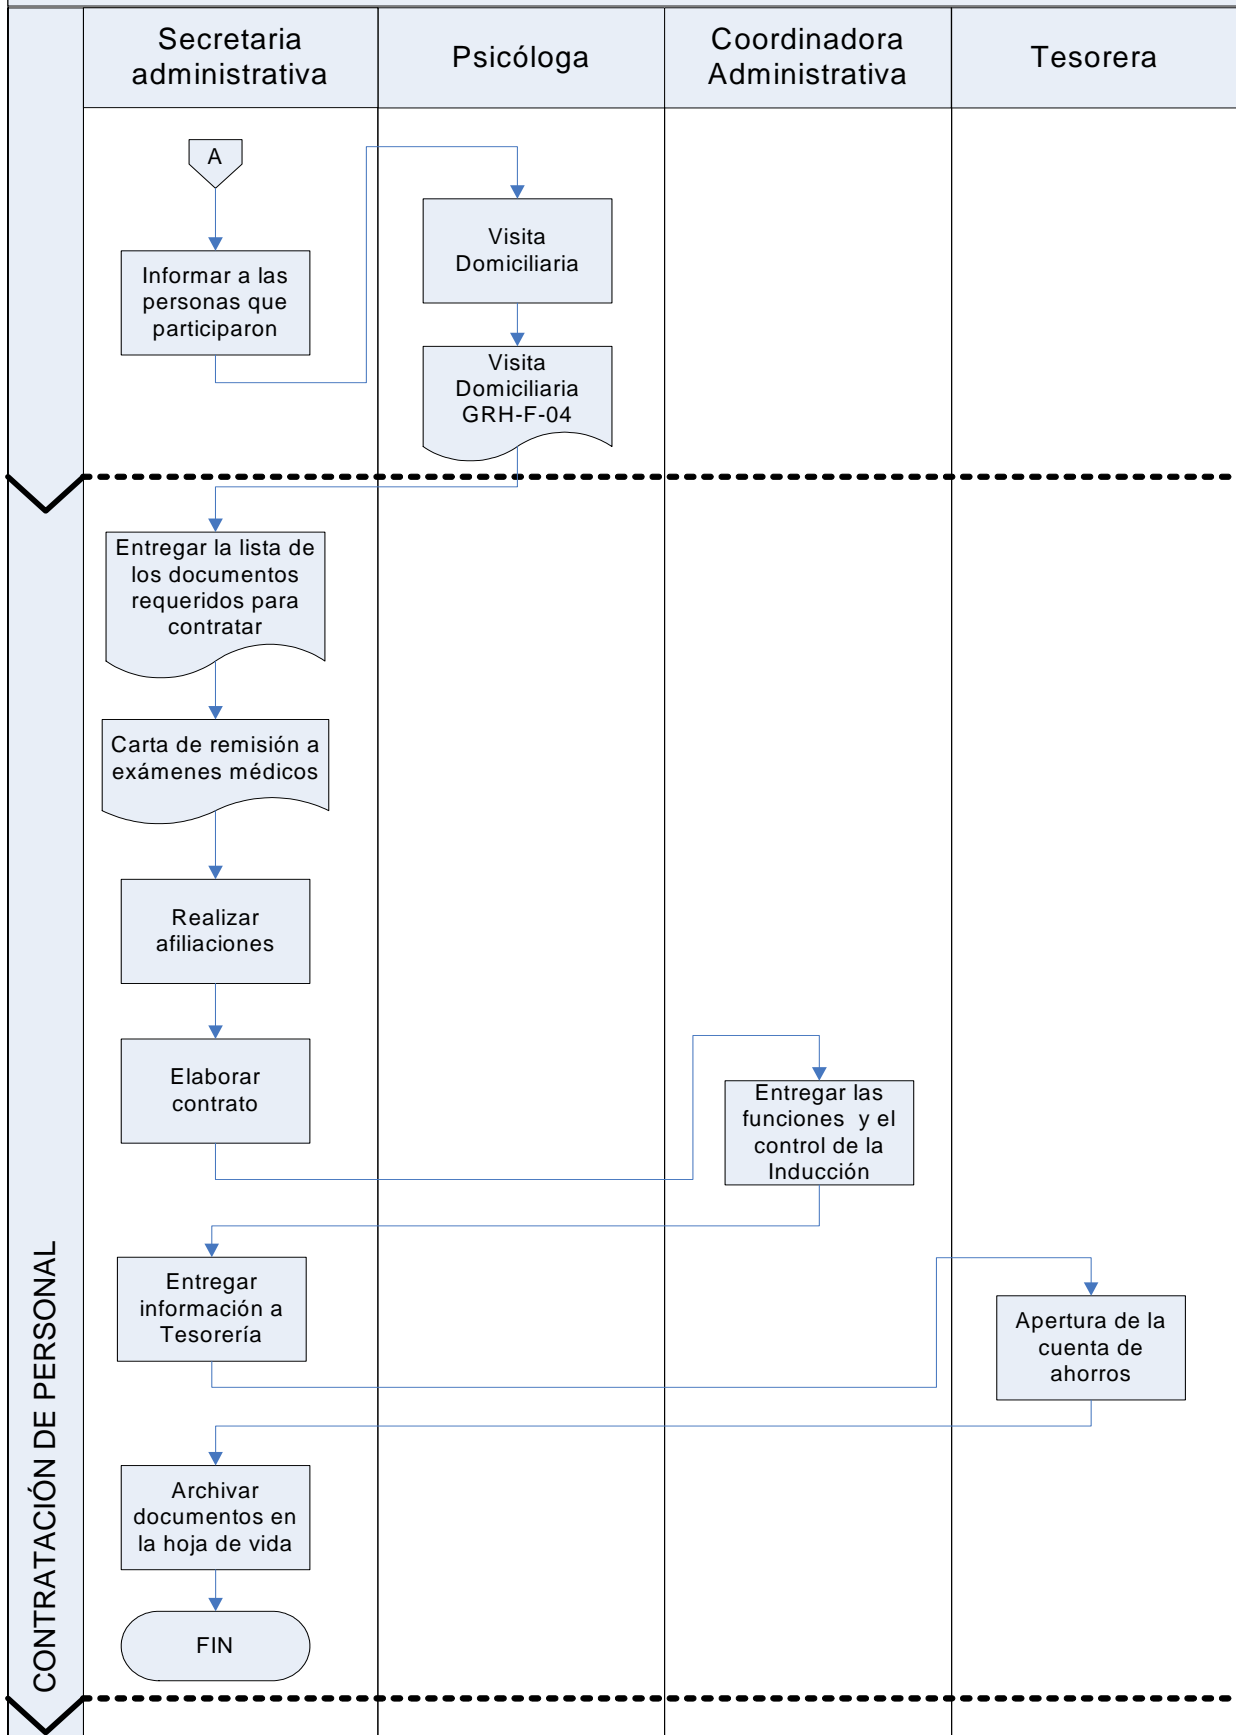 Secretaria
administrativa
Psicóloga
Coordinadora
Administrativa
Tesorera
A
Informar a las
personas que
participaron
Visita
Domiciliaria
Visita
Domiciliaria
GRH-F-04
CONTRATACIÓN DE PERSONAL
Entregar la lista de
los documentos
requeridos para
contratar
Carta de remisión a
exámenes médicos
Realizar
afiliaciones
Elaborar
contrato
Entregar las
funciones  y el
control de la
Inducción
Entregar
información a
Tesorería
Apertura de la
cuenta de
ahorros
Archivar
documentos en
la hoja de vida
FIN